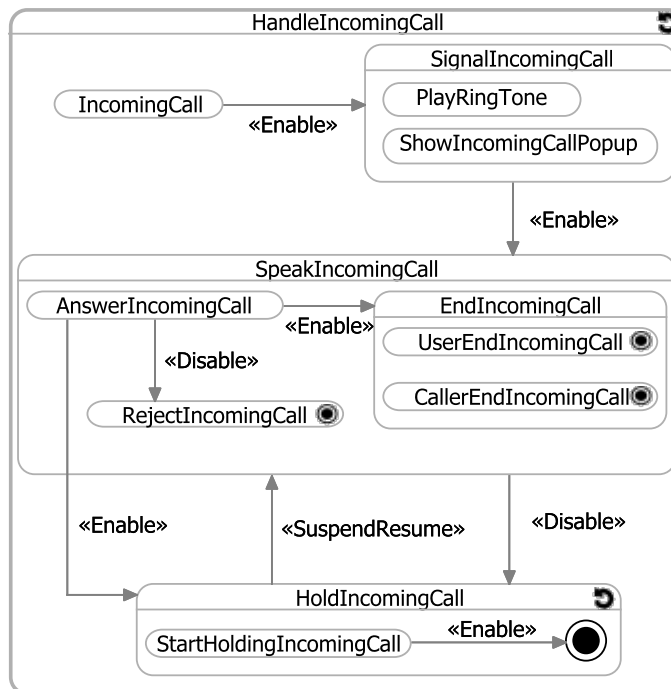 HandleIncomingCall
SignalIncomingCall
IncomingCall
PlayRingTone
«Enable»
ShowIncomingCallPopup
«Enable»
SpeakIncomingCall
AnswerIncomingCall
EndIncomingCall
«Enable»
UserEndIncomingCall
«Disable»
CallerEndIncomingCall
RejectIncomingCall
«Enable»
«SuspendResume»
«Disable»
HoldIncomingCall
StartHoldingIncomingCall
«Enable»